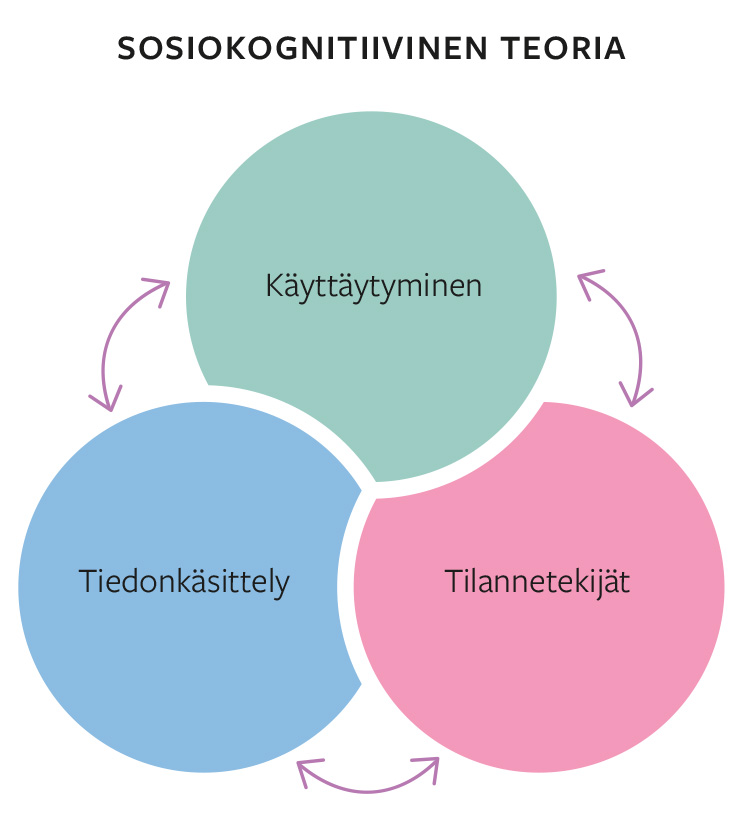 SOSIOKOGNITIIVINEN TEORIA
Käyttäytyminen
Tiedonkäsittely
Tilannetekijät